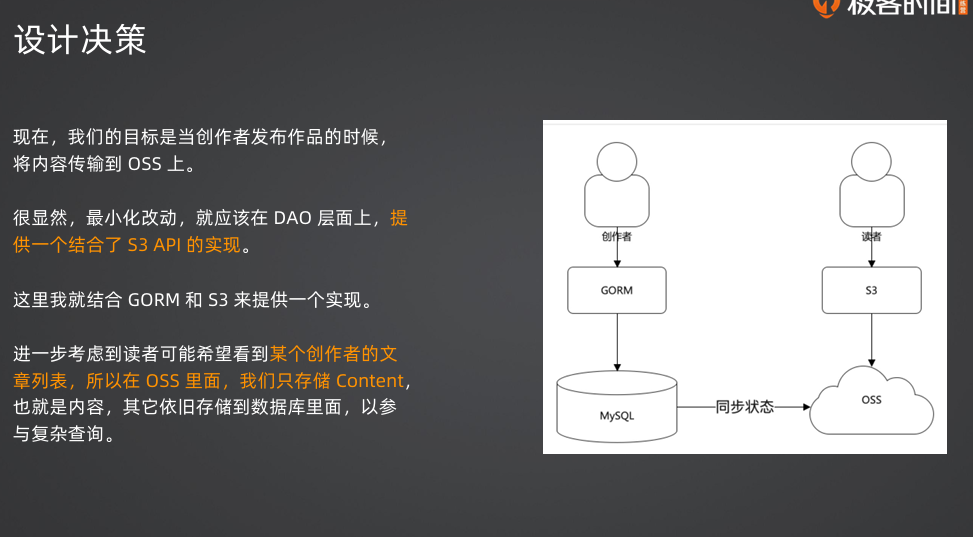 极客时间
设计决策
现在，我们的目标是当创作者发布作品的时候，
将内容传输到 OSS 上。
很显然，最小化改动，就应该在 DAO 层面上，提
供一个结合了 S3 API 的实现。
这里我就结合 GORM 和 S3 来提供一个实现。
进一步考虑到读者可能希望看到某个创作者的文
章列表，所以在 OSS 里面，我们只存储 Content，
也就是内容，其它依旧存储到数据库里面，以参
与复杂查询。
创作者
读者
GORM
S3
MySQL
同步状态
OSS